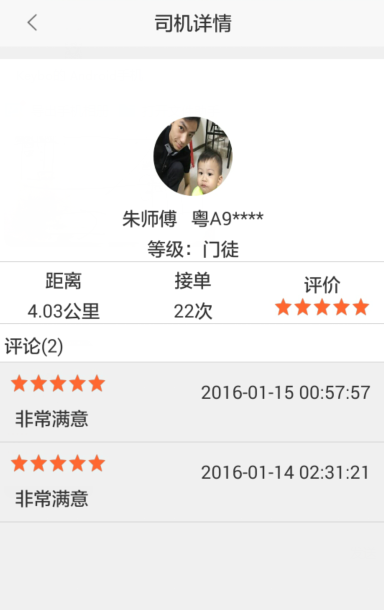 司机详情
朱师傅 粤A9****
等级：门徒
距离 接单 评价
4.03公里 22次
评论(2)
2016-01-15 00:57:57
非常满意
2016-01-14 02:31:21
非常满意